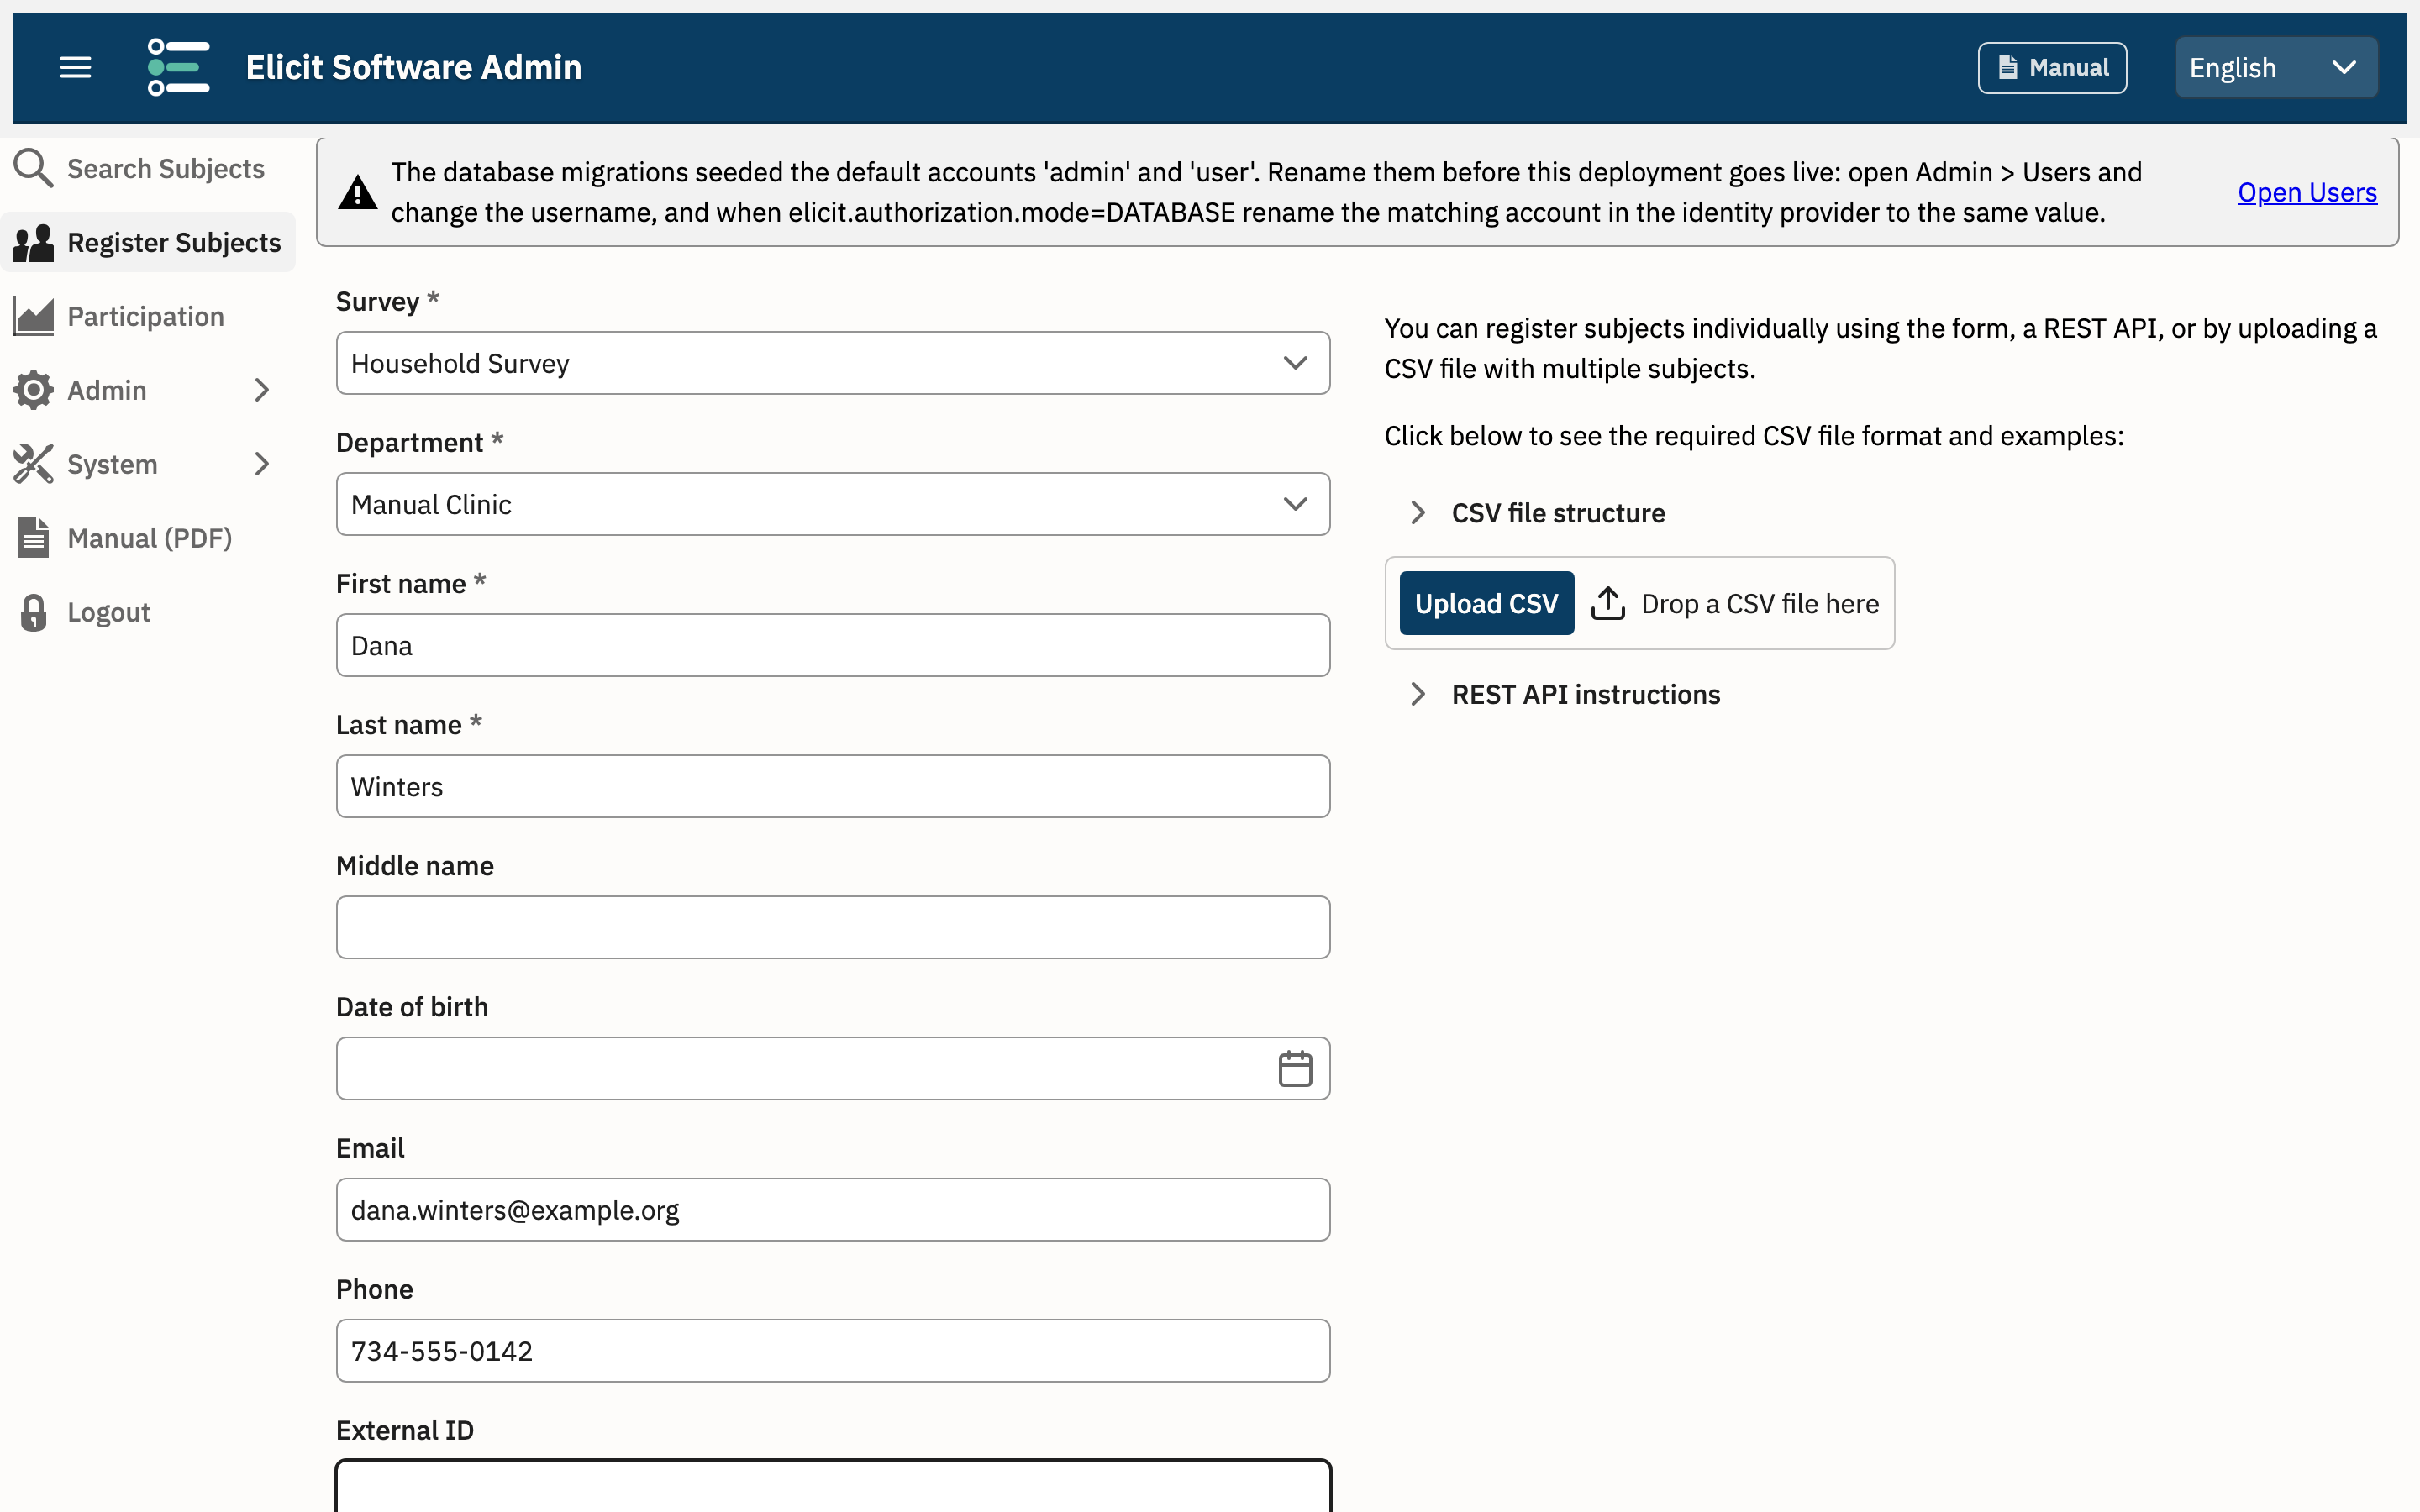 Elicit Software Admin
Manual
English
Search Subjects
Register Subjects
Participation
Admin
System
Manual (PDF)
Logout
The database migrations seeded the default accounts 'admin' and 'user'. Rename them before this deployment goes live: open Admin > Users and
change the username, and when elicit.authorization.mode=DATABASE rename the matching account in the identity provider to the same value.
Open Users
Survey *
Household Survey
Department *
Manual Clinic
First name *
Dana
Last name *
Winters
Middle name
Date of birth
Email
dana.winters@example.org
Phone
734-555-0142
External ID
You can register subjects individually using the form, a REST API, or by uploading a
CSV file with multiple subjects.
Click below to see the required CSV file format and examples:
CSV file structure
Upload CSV
Drop a CSV file here
REST API instructions